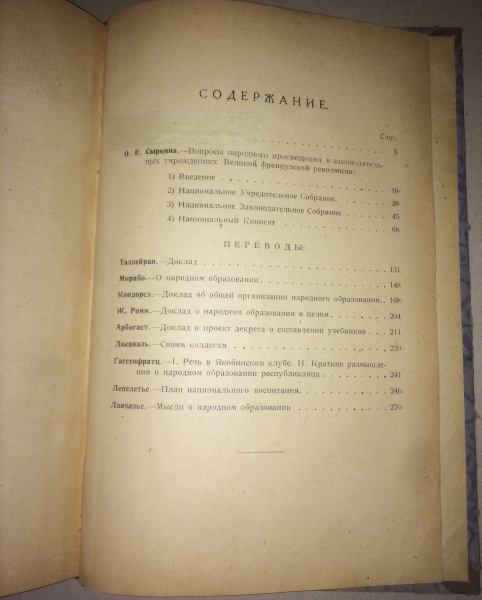 СОДЕРЖАНИЕ.
Стр.
5
О. Е. Сыркина.—Вопросы народного просвещения в законодатель-
ных учреждениях Великой французской революции:
1) Введение 16
2) Национальное Учредительное Собрание. 28
3) Национальное Законодательное Собрание 45
4) Национальный Конвент 68
ПЕРЕВОДЫ:
Таллейран.—Доклад 131
Мирабо.—О народном образовании 148
Кондорсэ.—Доклад об общей организации народного образования. 168
Ж. Ромм.—Доклад о народном образовании в целом 204
Арбогаст.—Доклад и проект декрета о составлении учебников 211
Лаканаль.—Своим коллегам 220
Гассенфратц.—I. Речь в Якобинском клубе. II. Краткие размышле-
ния о народном образовании республиканца 241
Лепелетье.—План национального воспитания. 246
Лавуазье.—Мысли о народном образовании 270